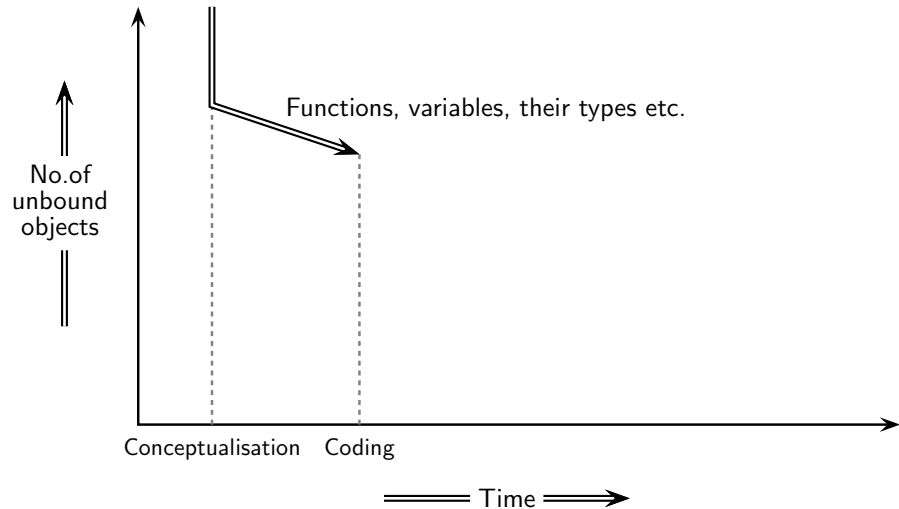 Functions, variables, their types etc.
No.of
unbound
objects
Conceptualisation
Coding
Time